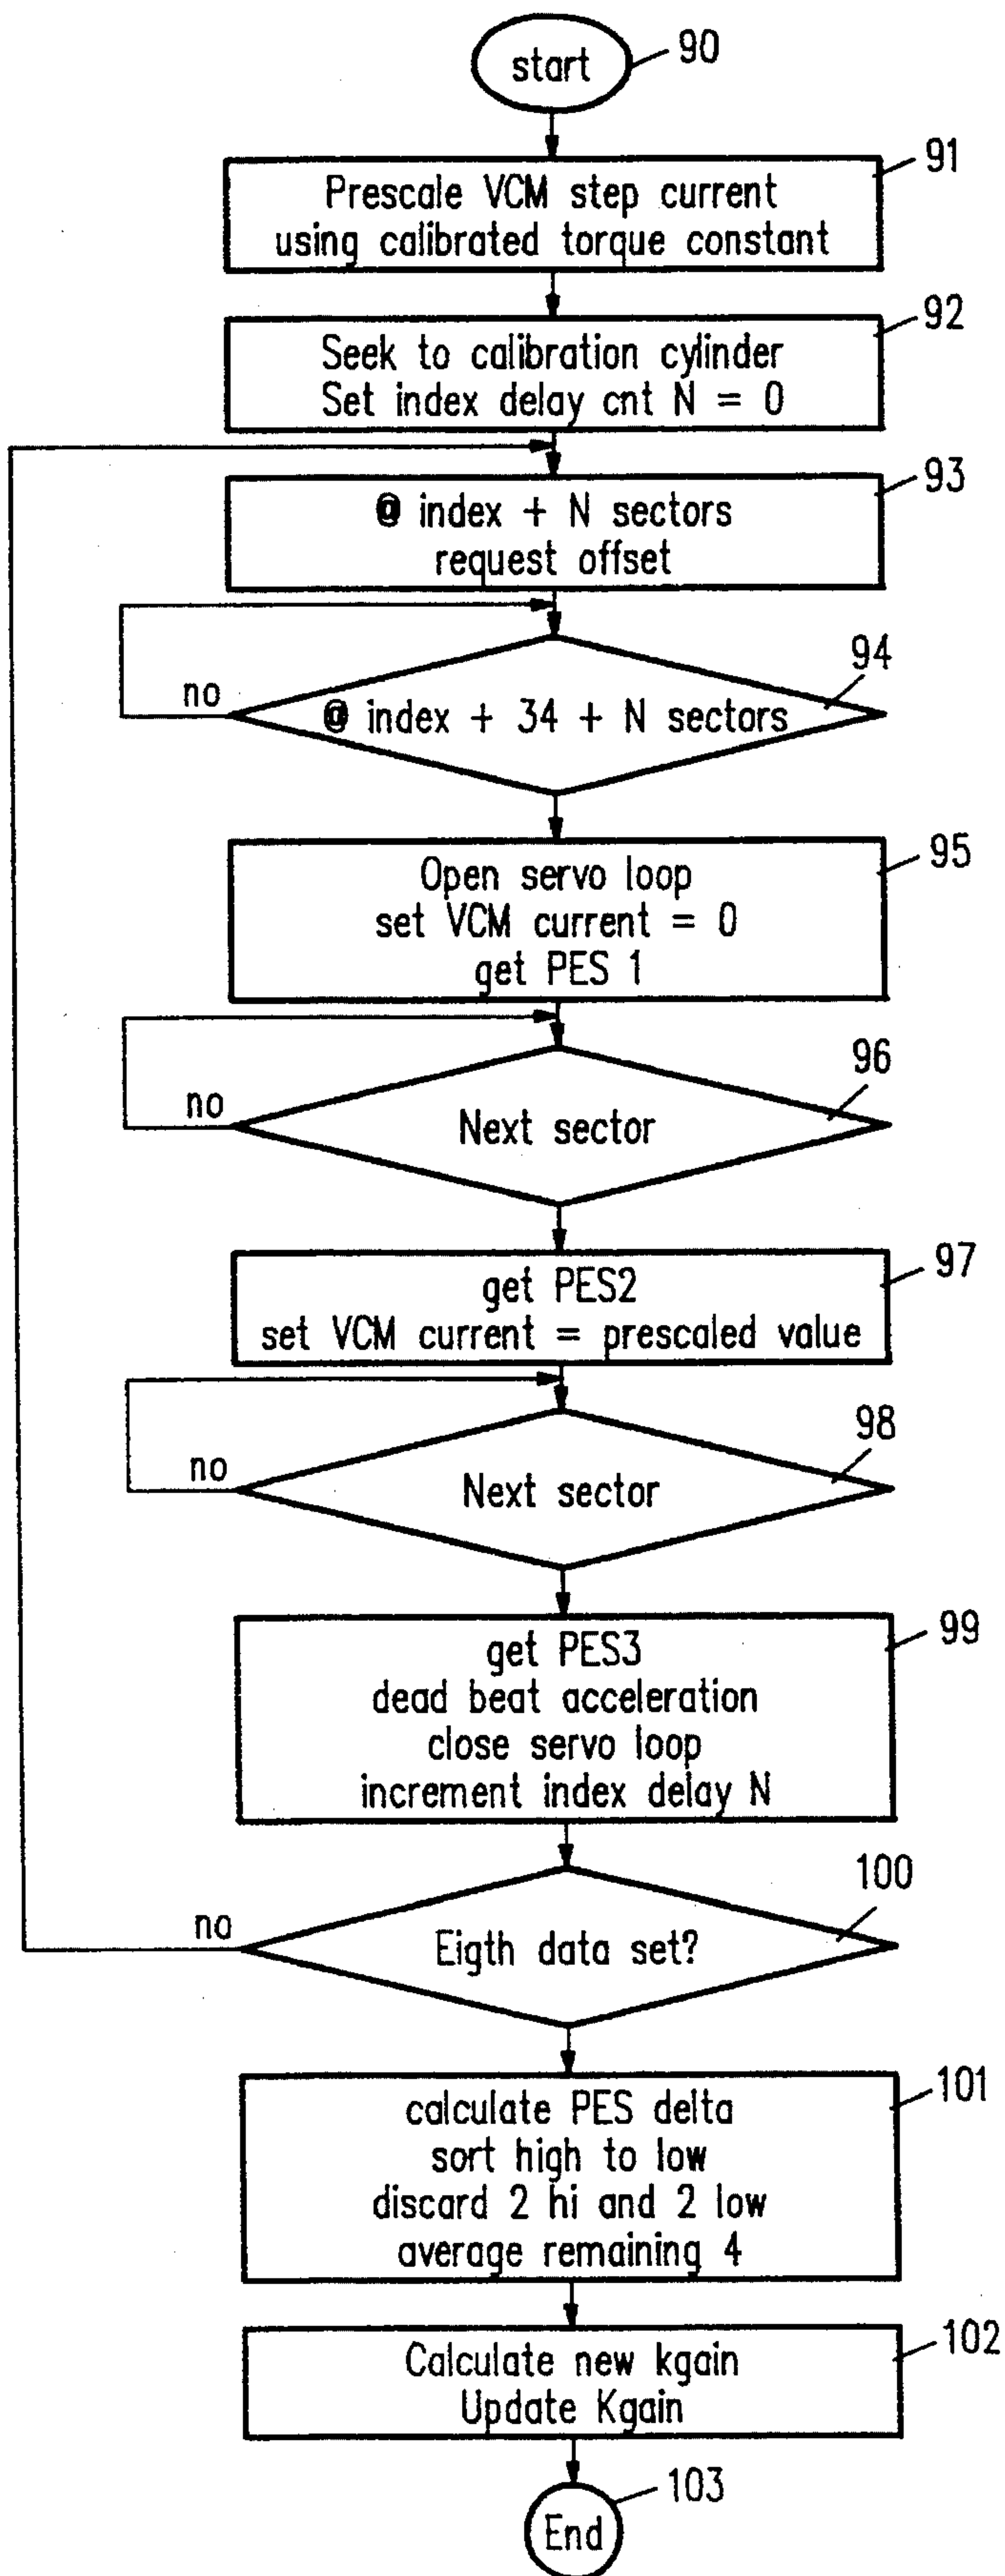 start
90
91
Prescale VCM step current
using calibrated torque constant
92
Seek to calibration cylinder
Set index delay cnt N = 0
93
@ index + N sectors
request offset
94
no
@ index + 34 + N sectors
95
Open servo loop
set VCM current = 0
get PES 1
96
no
Next sector
97
get PES2
set VCM current = prescaled value
98
no
Next sector
99
get PES3
dead beat acceleration
close servo loop
increment index delay N
100
no
Eigth data set?
101
calculate PES delta
sort high to low
discard 2 hi and 2 low
average remaining 4
102
Calculate new kgain
Update Kgain
103
End